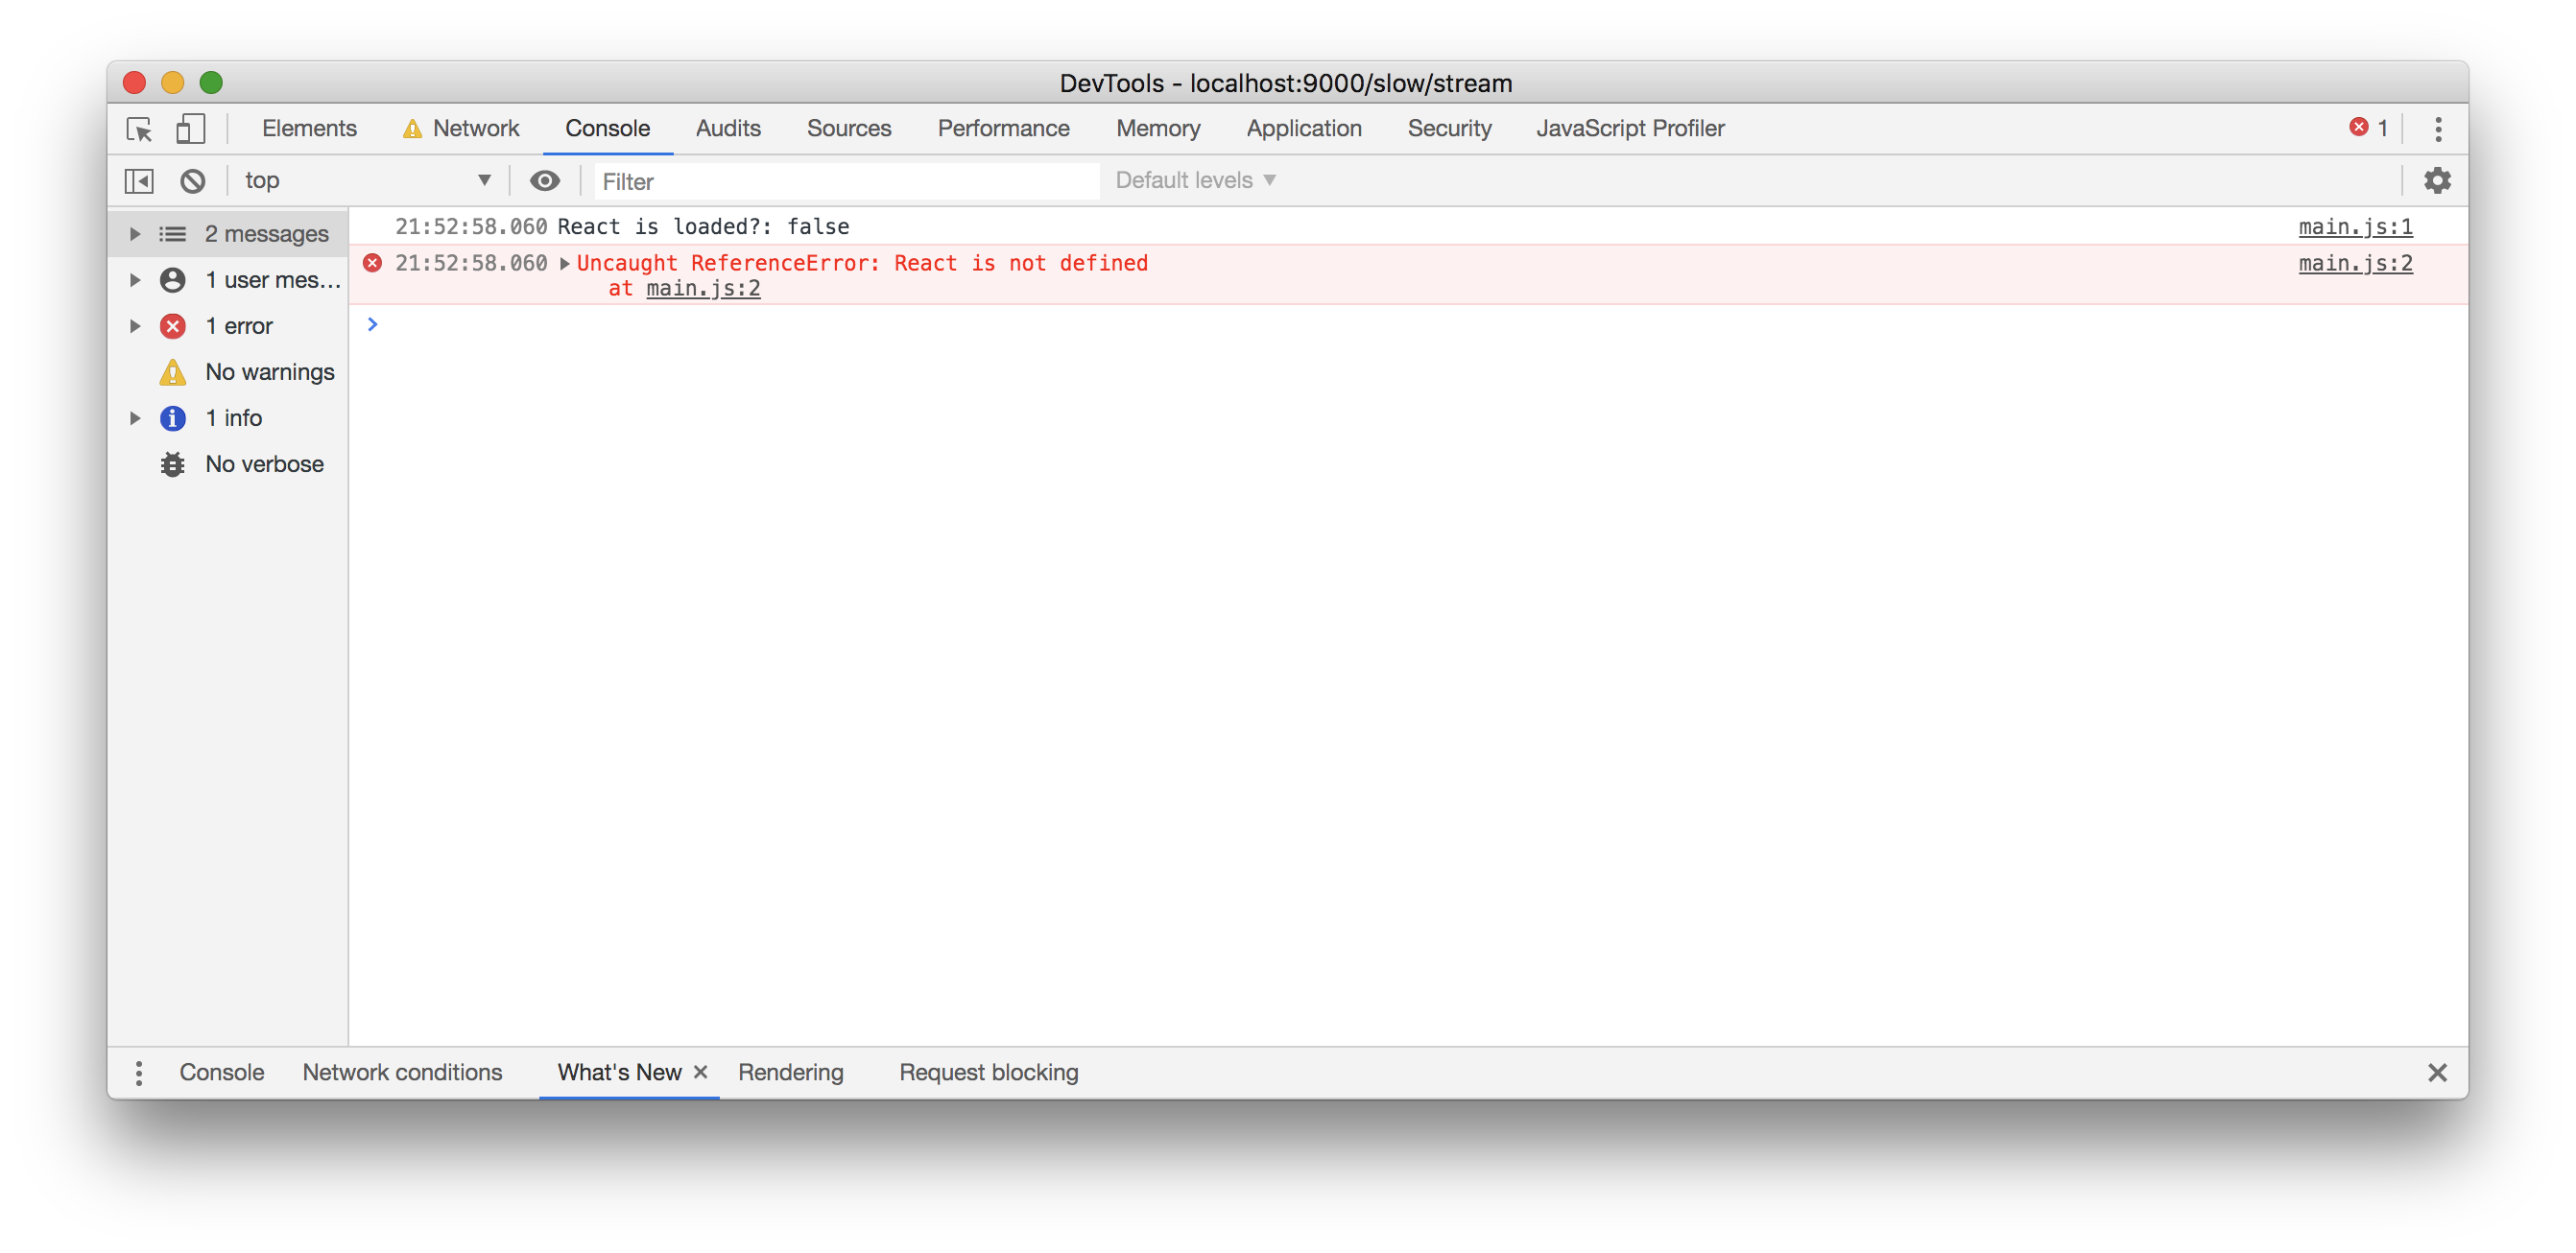 DevTools - localhost:9000/slow/stream
Elements Network Console Audits Sources Performance Memory Application Security JavaScript Profiler 1
top Filter Default levels
2 messages
1 user mes...
1 error
No warnings
1 info
No verbose
21:52:58.060 React is loaded?: false main.js:1
21:52:58.060 Uncaught ReferenceError: React is not defined main.js:2
at main.js:2
Console Network conditions What's New Rendering Request blocking